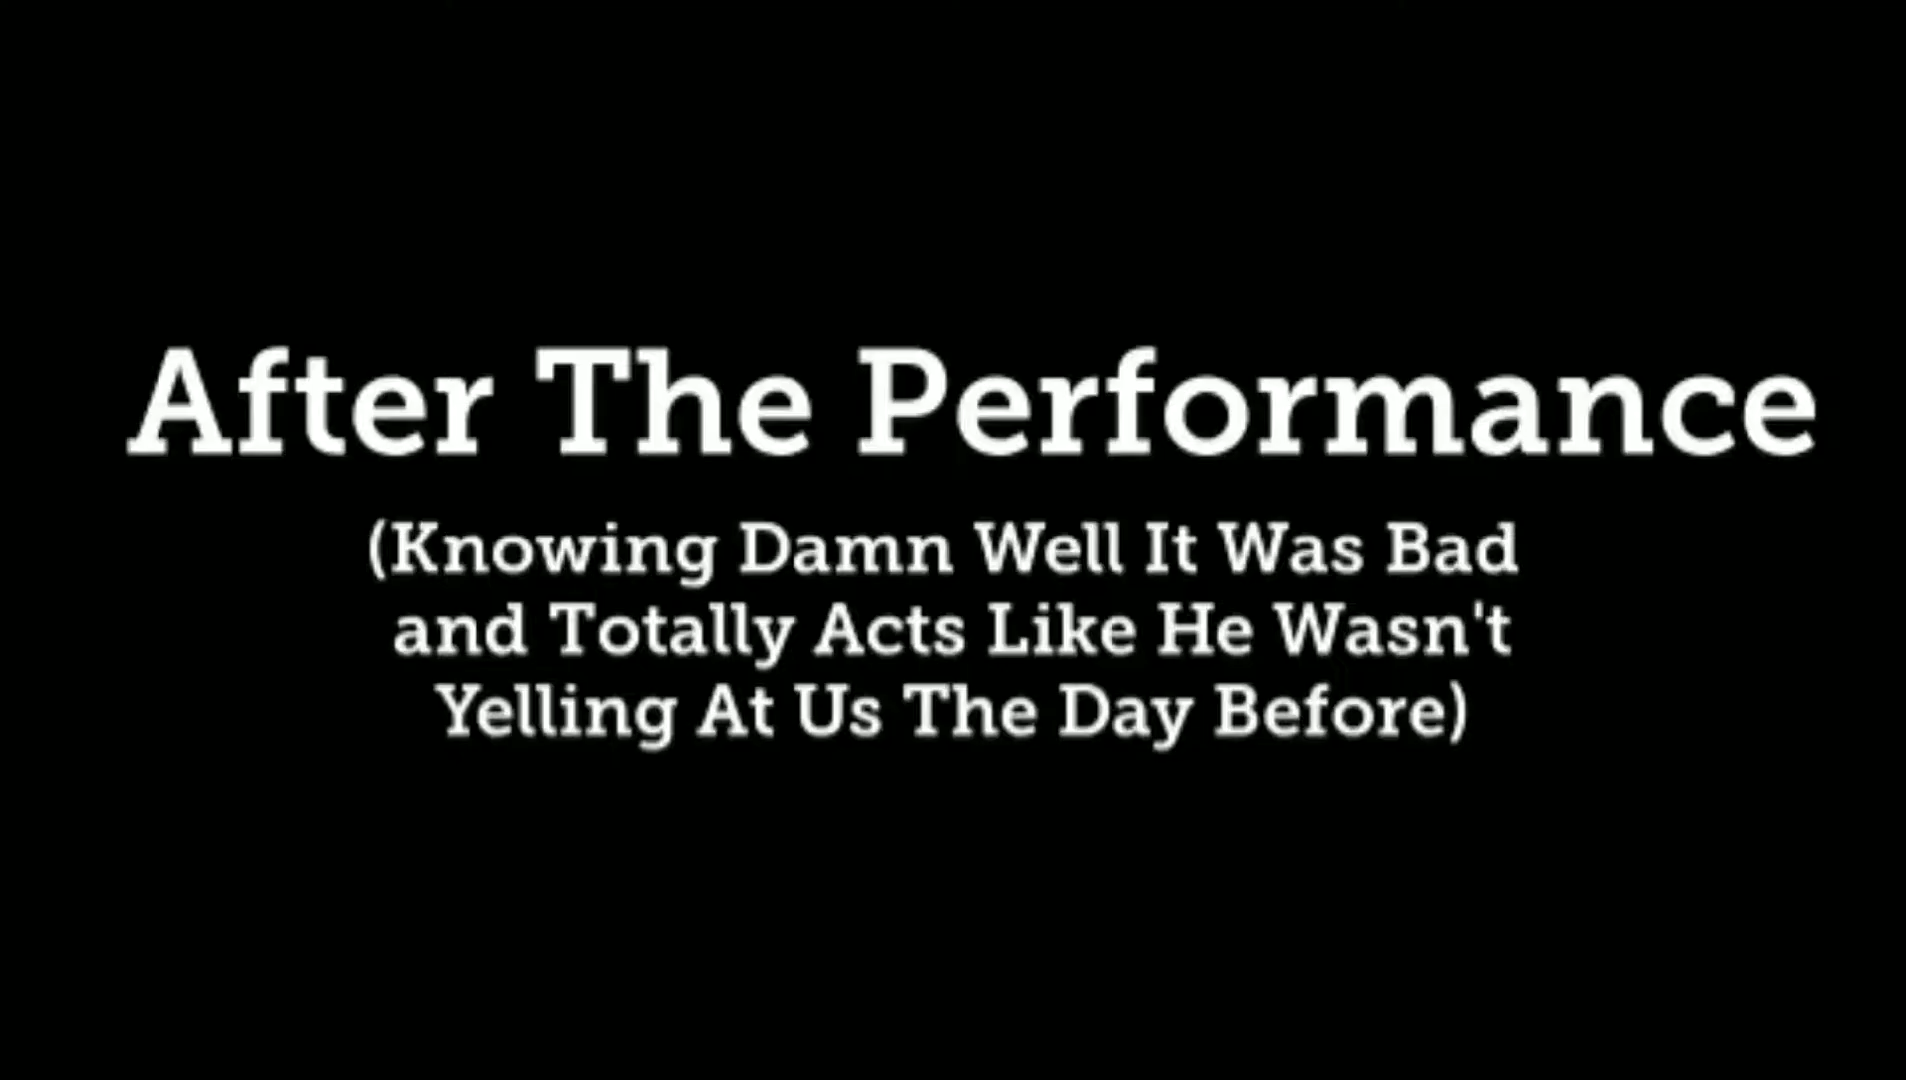 After The Performance
(Knowing Damn Well It Was Bad
and Totally Acts Like He Wasn't
Yelling At Us The Day Before)